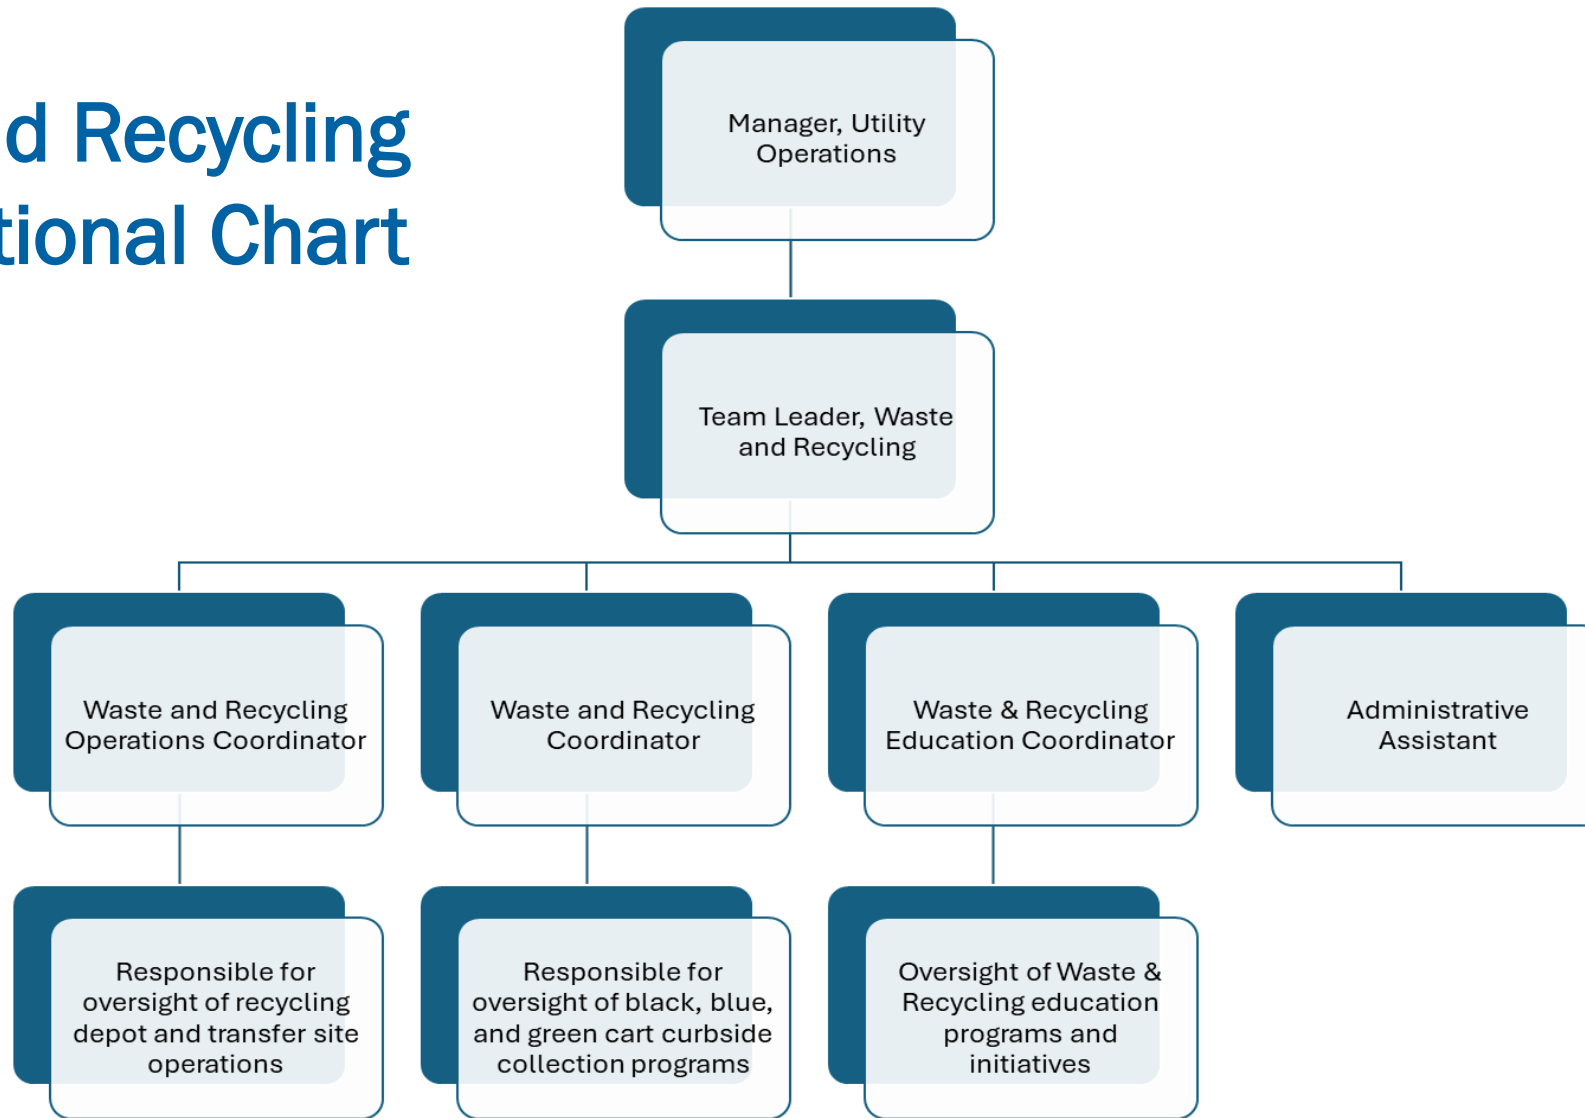 d Recycling
tional Chart
Manager, Utility
Operations
Team Leader, Waste
and Recycling
Waste and Recycling
Operations Coordinator
Waste and Recycling
Coordinator
Waste & Recycling
Education Coordinator
Administrative
Assistant
Responsible for
oversight of recycling
depot and transfer site
operations
Responsible for
oversight of black, blue,
and green cart curbside
collection programs
Oversight of Waste &
Recycling education
programs and
initiatives